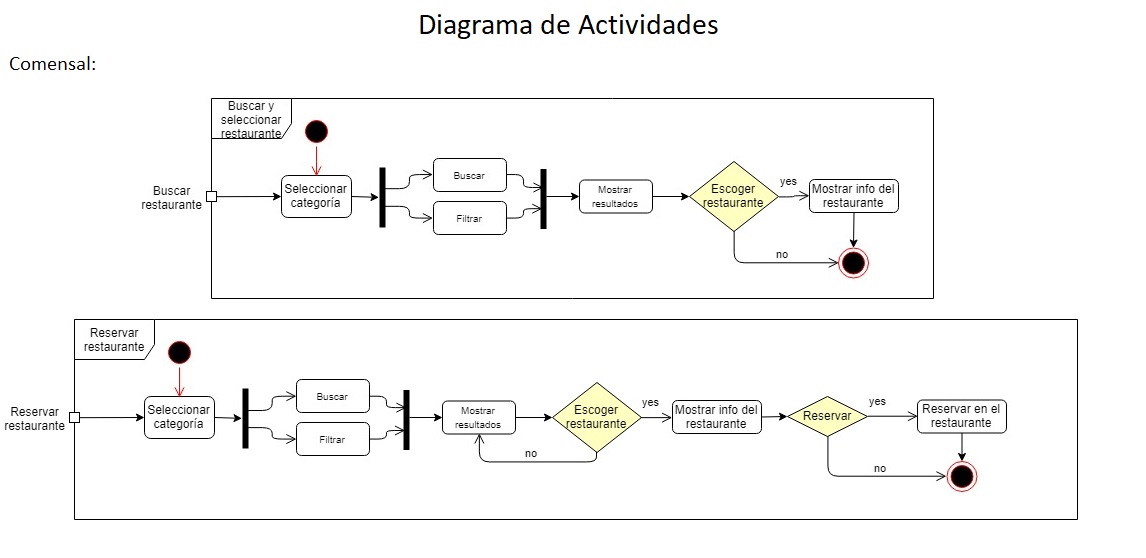 Diagrama de Actividades
Comensal:
Buscar y
seleccionar
restaurante
Buscar
restaurante
Seleccionar
categoría
Buscar
Filtrar
Mostrar
resultados
Escoger
restaurante
yes
Mostrar info del
restaurante
no
Reservar
restaurante
Reservar
restaurante
Seleccionar
categoría
Buscar
Filtrar
Mostrar
resultados
Escoger
restaurante
yes
no
Mostrar info del
restaurante
Reservar
yes
Reservar en el
restaurante
no